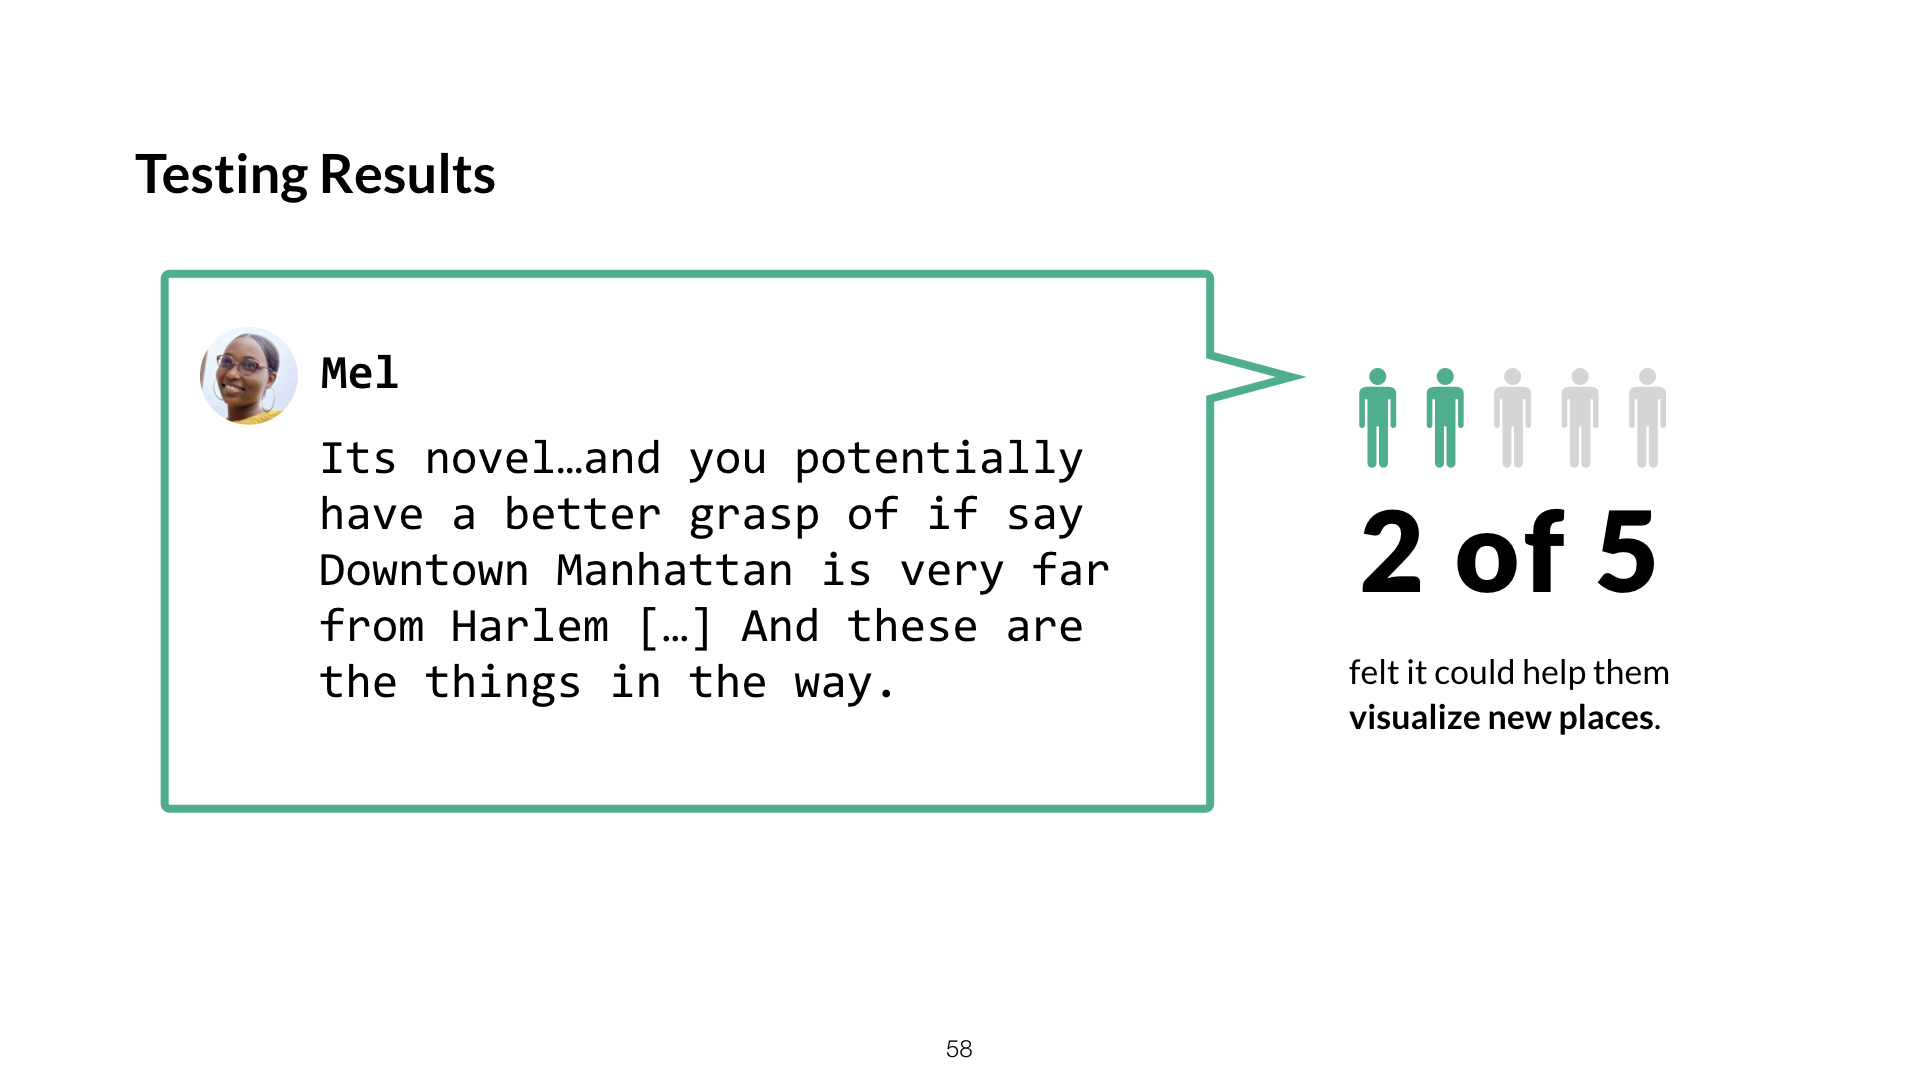 Testing Results
Mel
Its novel…and you potentially
have a better grasp of if say
Downtown Manhattan is very far
from Harlem […] And these are
the things in the way.
2 of 5
felt it could help them
visualize new places.
58